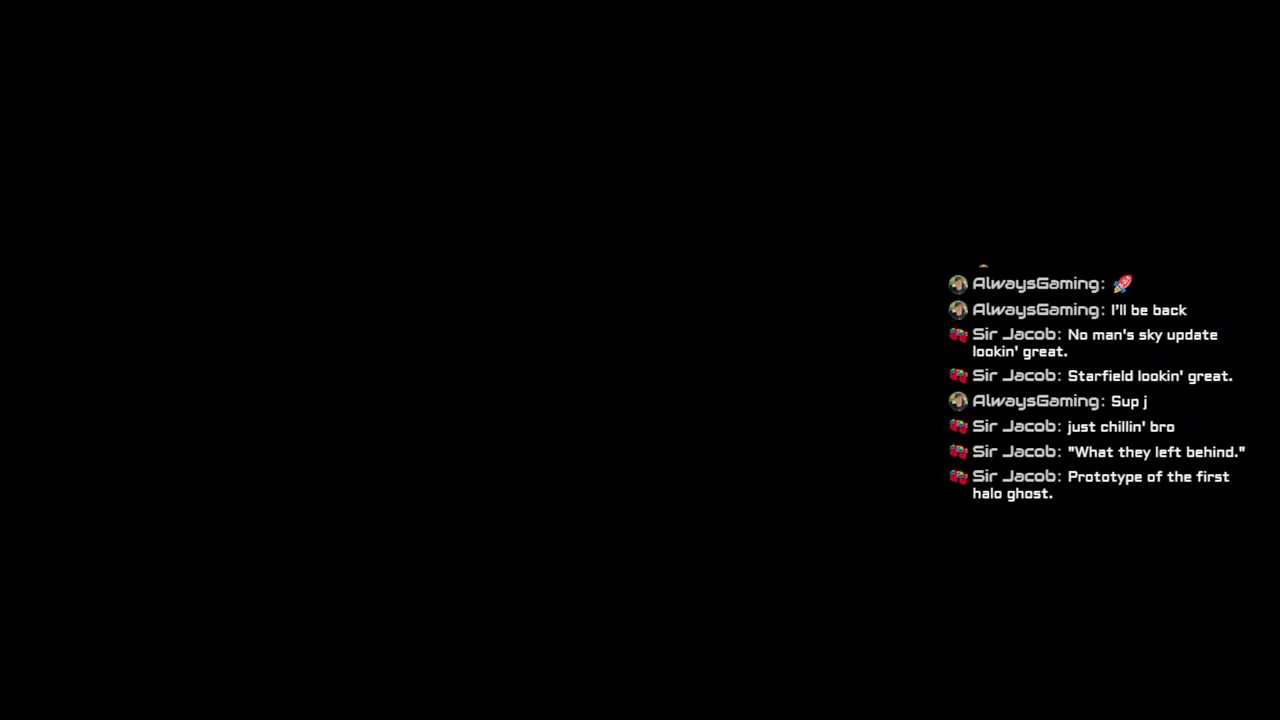 AlwaysGaming: 🚀
AlwaysGaming: I'll be back
Sir Jacob: No man's sky update
lookin' great.
Sir Jacob: Starfield lookin' great.
AlwaysGaming: Sup j
Sir Jacob: just chillin' bro
Sir Jacob: "What they left behind."
Sir Jacob: Prototype of the first
halo ghost.